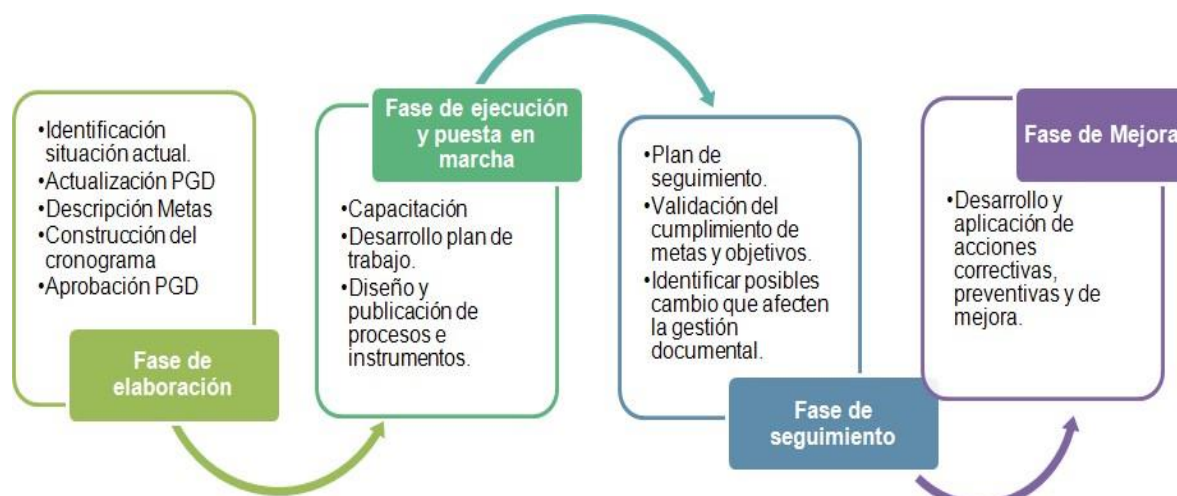 •Identificación
situación actual.
•Actualización PGD
•Descripción Metas
•Construcción del
cronograma
•Aprobación PGD
Fase de
elaboración
Fase de ejecución
y puesta en
marcha
•Capacitación
•Desarrollo plan de
trabajo.
•Diseño y
publicación de
procesos e
instrumentos.
•Plan de
seguimiento.
•Validación del
cumplimiento de
metas y objetivos.
•Identificar posibles
cambio que afecten
la gestión
documental.
Fase de
seguimiento
Fase de Mejora
•Desarrollo y
aplicación de
acciones
correctivas,
preventivas y de
mejora.